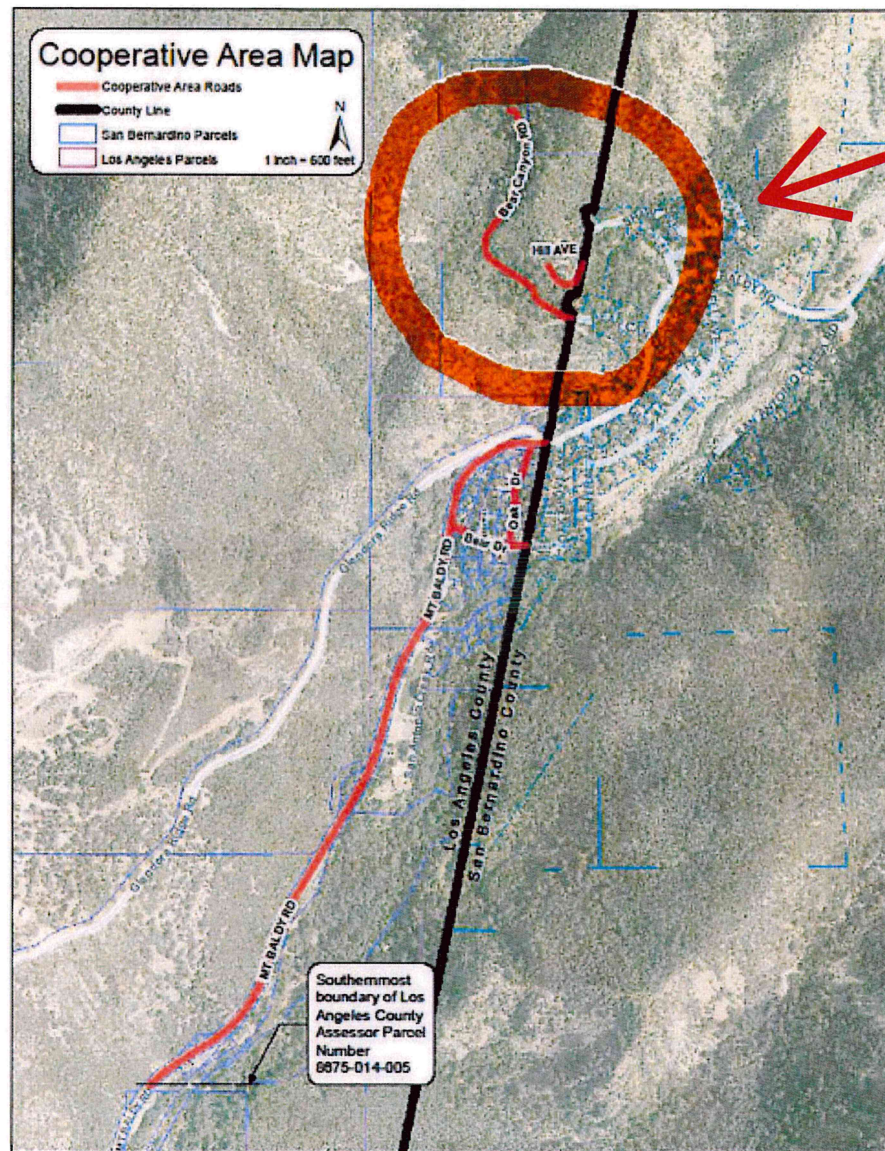 Cooperative Area Map
Cooperative Area Roads
County Line
San Bernardino Parcels
Los Angeles Parcels
N
1 inch = 600 feet
Bear Canyon RD
Hill AVE
Glendora Ridge Rd
Oak Dr
Bear Dr
MT BALDY RD
Los Angeles County
San Bernardino County
Glendora Ridge Rd
MT BALDY RD
Southernmost
boundary of Los
Angeles County
Assessor Parcel
Number
8675-014-005